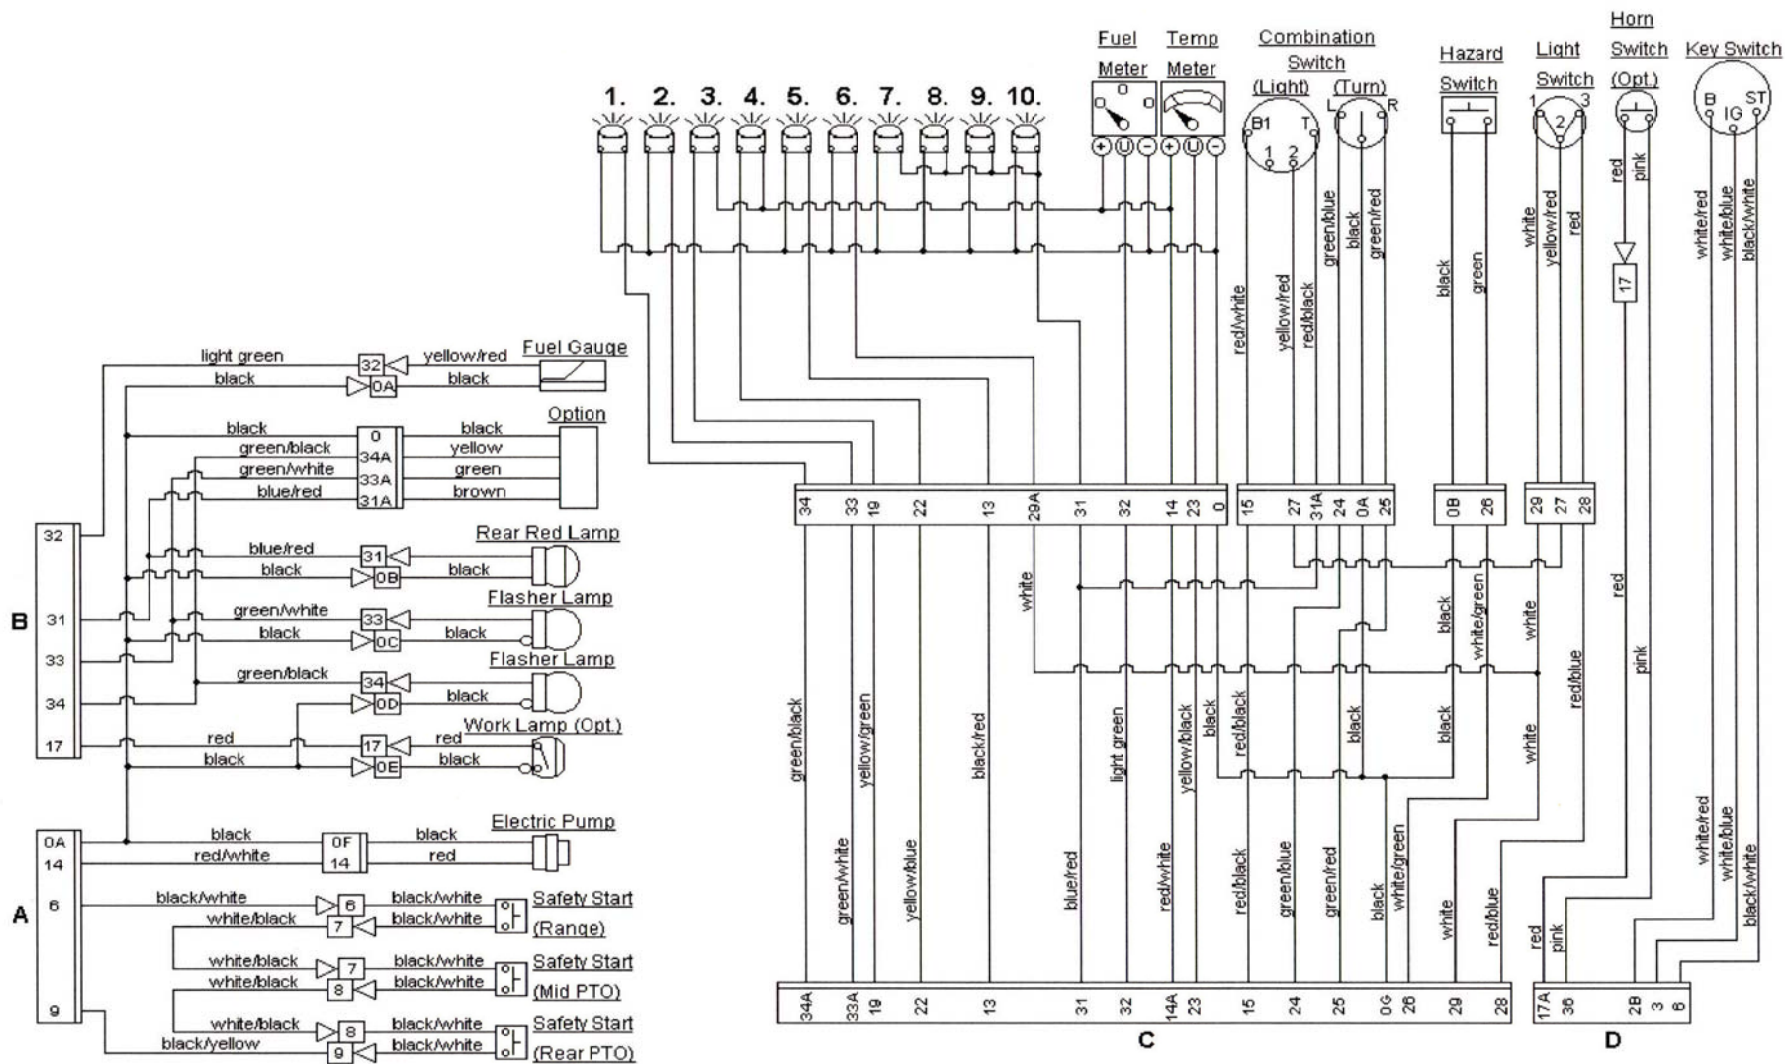 1. 2. 3. 4. 5. 6. 7. 8. 9. 10.
Fuel
Meter
+ U -
Temp
Meter
+ U -
Combination
Switch
(Light) (Turn)
B1 T
1 2
L R
Hazard
Switch
Light
Switch
1 3
2
Horn
Switch
(Opt.)
Key Switch
B ST
IG
red/white
yellow/red
red/black
green/blue
black
green/red
black
green
white
yellow/red
red
red
pink
17
white/red
white/blue
black/white
light green 32 yellow/red Fuel Gauge
black 0A black
Option
black 0 black
green/black 34A yellow
green/white 33A green
blue/red 31A brown
Rear Red Lamp
blue/red 31
black 0B black
Flasher Lamp
green/white 33
black 0C black
Flasher Lamp
green/black 34
0D black
Work Lamp (Opt.)
red 17 red
black 0E black
B
32
31
33
34
17
Electric Pump
black 0F black
red/white 14 red
black/white 6 black/white Safety Start
white/black 7 black/white (Range)
white/black 7 black/white Safety Start
white/black 8 black/white (Mid PTO)
white/black 8 black/white Safety Start
black/yellow 9 black/white (Rear PTO)
A
0A
14
6
9
34 33 19 22 13 29A 31 32 14 23 0
15 27 31A 24 0A 25
0B 26
29 27 28
white
black
white/green
white
red/blue
red
pink
green/black
yellow/green
black/red
light green
yellow/black
black
red/black
black
black
white
green/white
yellow/blue
blue/red
red/white
red/black
green/blue
green/red
black
white/green
white
red/blue
red
pink
white/red
white/blue
black/white
34A 33A 19 22 13 31 32 14A 23 15 24 25 0G 26 29 28
C
17A 36 2B 3 6
D